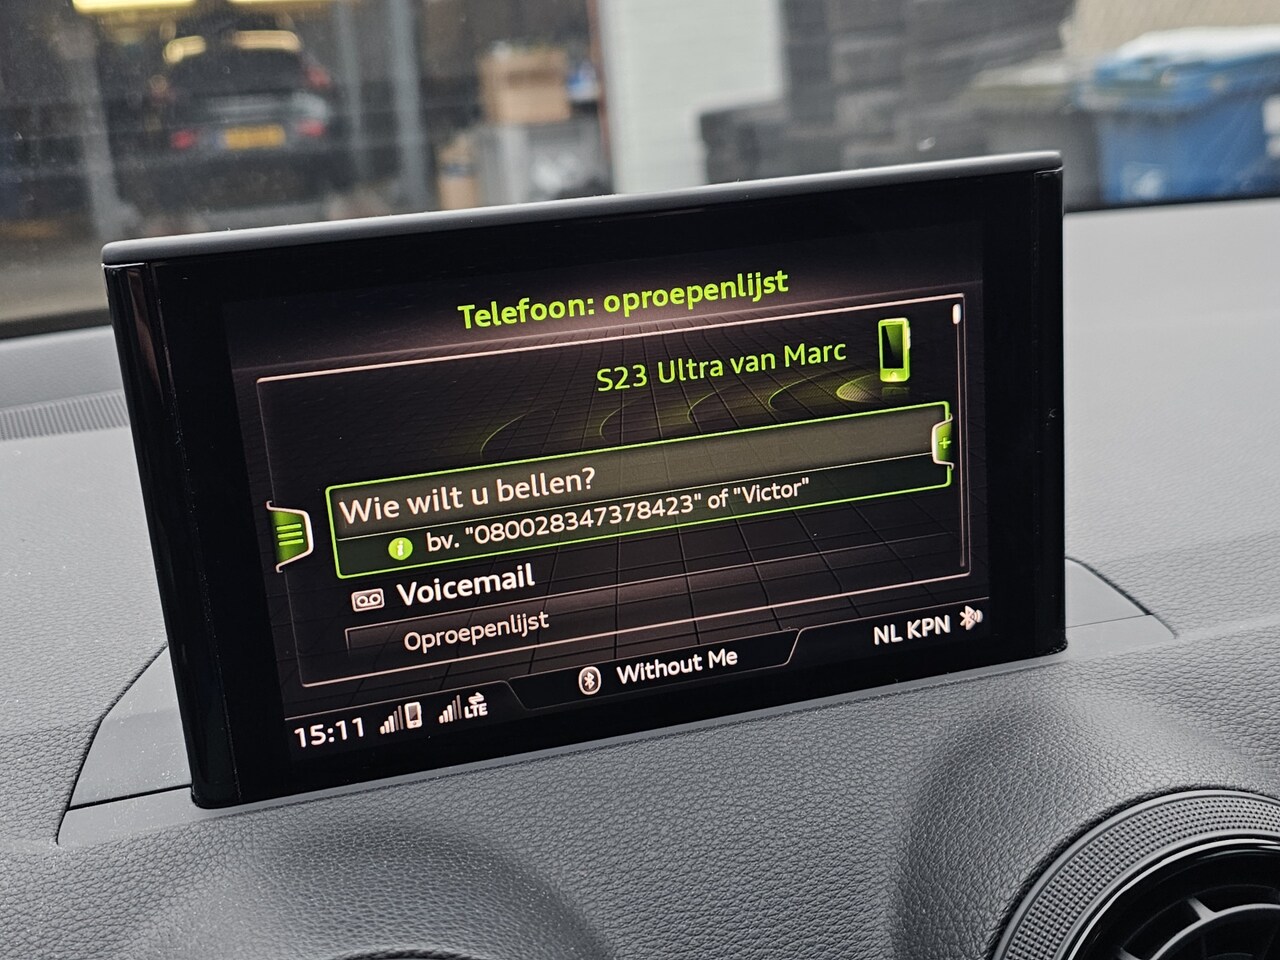 Telefoon: oproepenlijst
S23 Ultra van Marc
Wie wilt u bellen?
bv. "080028347378423" of "Victor"
Voicemail
Oproepenlijst
15:11 LTE Without Me NL KPN